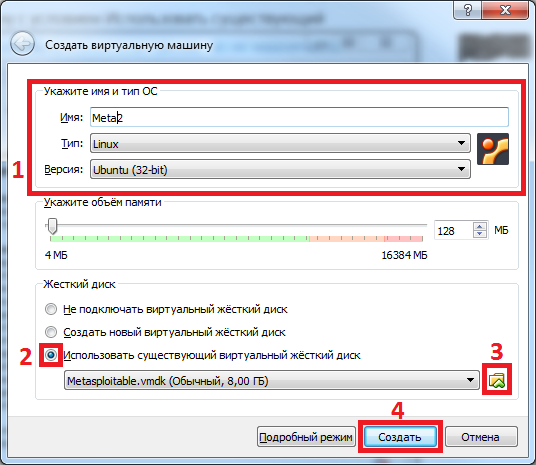 Создать виртуальную машину
Укажите имя и тип ОС
Имя: Meta2
1
Тип: Linux
Версия: Ubuntu (32-bit)
Укажите объём памяти
128 МБ
4 МБ 16384 МБ
Жесткий диск
Не подключать виртуальный жёсткий диск
Создать новый виртуальный жёсткий диск
2 Использовать существующий виртуальный жёсткий диск
3
Metasploitable.vmdk (Обычный, 8,00 ГБ)
4
Подробный режим Создать Отмена